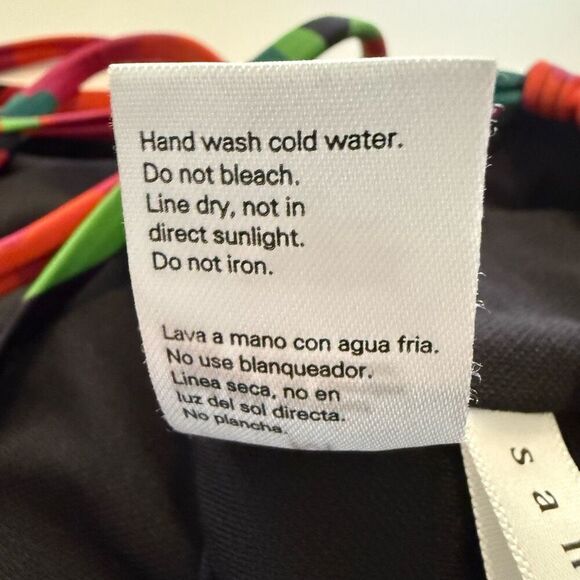 Hand wash cold water.
Do not bleach.
Line dry, not in
direct sunlight.
Do not iron.
Lava a mano con agua fria.
No use blanqueador.
Linea seca, no en
luz del sol directa.
No plancha.